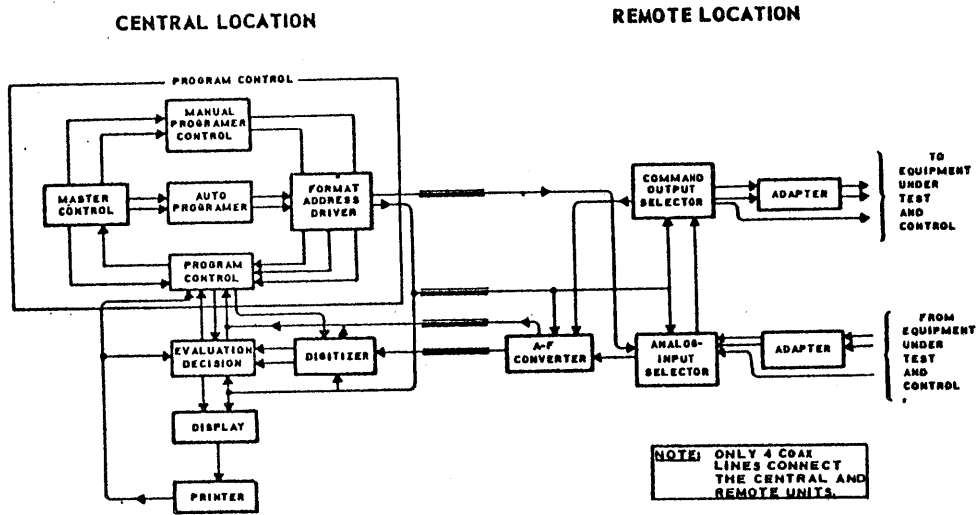 CENTRAL LOCATION
REMOTE LOCATION
PROGRAM CONTROL
MANUAL
PROGRAMER
CONTROL
MASTER
CONTROL
AUTO
PROGRAMER
FORMAT
ADDRESS
DRIVER
PROGRAM
CONTROL
EVALUATION
DECISION
DIGITIZER
DISPLAY
PRINTER
A-F
CONVERTER
COMMAND
OUTPUT
SELECTOR
ADAPTER
TO
EQUIPMENT
UNDER
TEST
AND
CONTROL
ANALOG-
INPUT
SELECTOR
ADAPTER
FROM
EQUIPMENT
UNDER
TEST
AND
CONTROL
NOTE: ONLY 4 COAX
LINES CONNECT
THE CENTRAL AND
REMOTE UNITS.